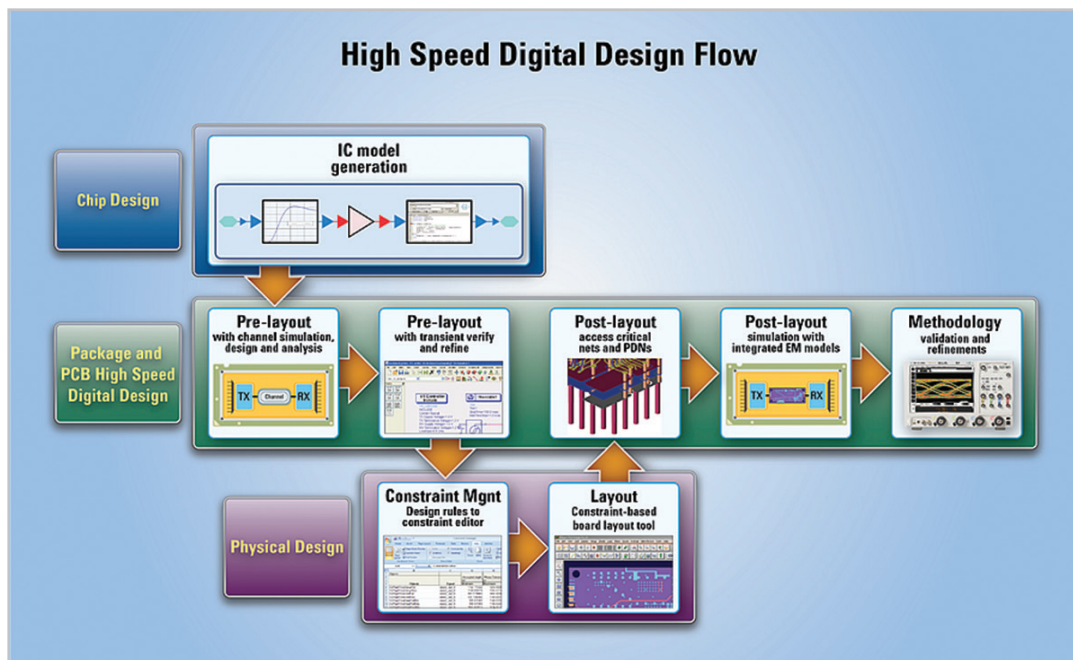 High Speed Digital Design Flow
Chip Design
IC model
generation
Package and
PCB High Speed
Digital Design
Pre-layout
with channel simulation,
design and analysis
TX
Channel
RX
Pre-layout
with transient verify
and refine
Post-layout
access critical
nets and PDNs
Post-layout
simulation with
integrated EM models
TX
RX
Methodology
validation and
refinements
Physical Design
Constraint Mgnt
Design rules to
constraint editor
Layout
Constraint-based
board layout tool